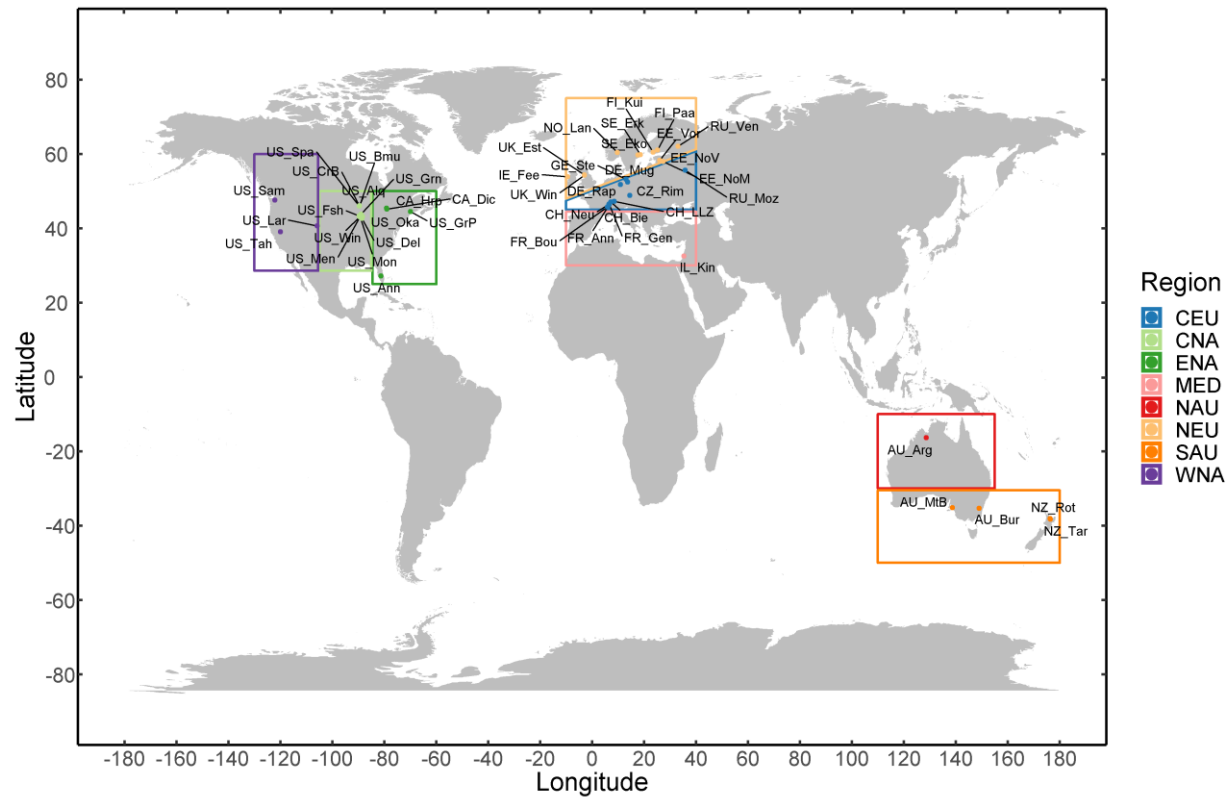 80
60
40
20
0
-20
-40
-60
-80
Latitude
FI_Kui
FI_Paa
NO_Lan
SE_Erk
RU_Ven
EE_Vor
SE_Eko
UK_Est
US_Spa
US_Bmu
GE_Ste
EE_NoV
US_CrB
US_Grn
IE_Fee
DE_Mug
EE_NoM
US_Sam
US_Alq
CA_Hrp
CA_Dic
UK_Win
DE_Rap
CZ_Rim
RU_Moz
US_Fsh
CH_Neu
CH_LLZ
US_Lar
US_Oka
US_GrP
CH_Bie
US_Tah
US_Win
US_Del
FR_Bou
FR_Ann
FR_Gen
US_Men
US_Mon
IL_Kin
US_Ann
AU_Arg
AU_MtB
AU_Bur
NZ_Rot
NZ_Tar
-180 -160 -140 -120 -100 -80 -60 -40 -20 0 20 40 60 80 100 120 140 160 180
Longitude
Region
CEU
CNA
ENA
MED
NAU
NEU
SAU
WNA